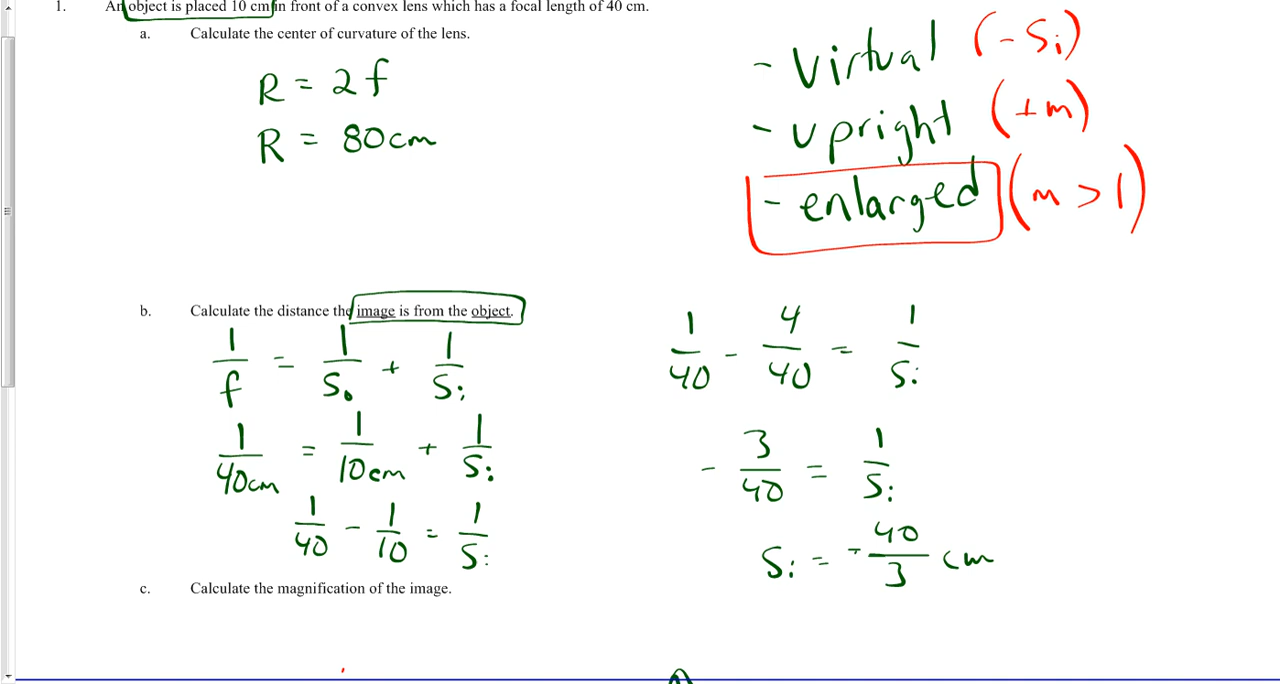 1. An object is placed 10 cm in front of a convex lens which has a focal length of 40 cm.
a. Calculate the center of curvature of the lens.
R = 2f
R = 80cm
- Virtual (-Si)
- upright (+m)
- enlarged (m > 1)
b. Calculate the distance the image is from the object.
1/f = 1/So + 1/Si
1/40cm = 1/10cm + 1/Si
1/40 - 1/10 = 1/Si
1/40 - 4/40 = 1/Si
- 3/40 = 1/Si
Si = - 40/3 cm
c. Calculate the magnification of the image.